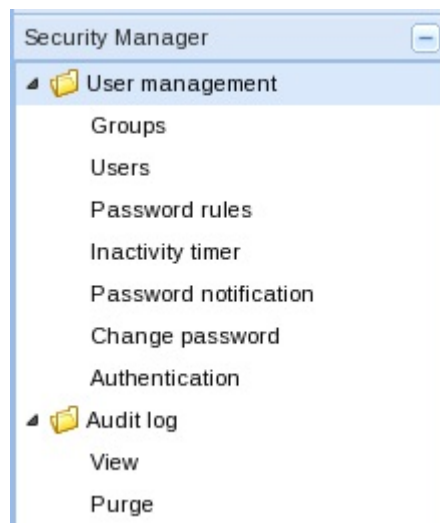 Security Manager
User management
Groups
Users
Password rules
Inactivity timer
Password notification
Change password
Authentication
Audit log
View
Purge